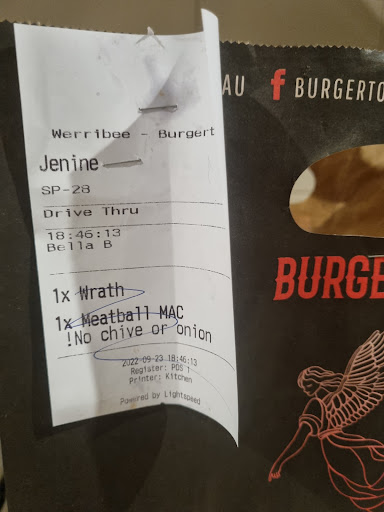 Werribee - Burgert
Jenine
SP-28
Drive Thru
18:46:13
Bella B
1x Wrath
1x Meatball MAC
!No chive or onion
2022-09-23 18:46:13
Register: POS 1
Printer: Kitchen
Powered by Lightspeed
AU f BURGERTO
BURGE